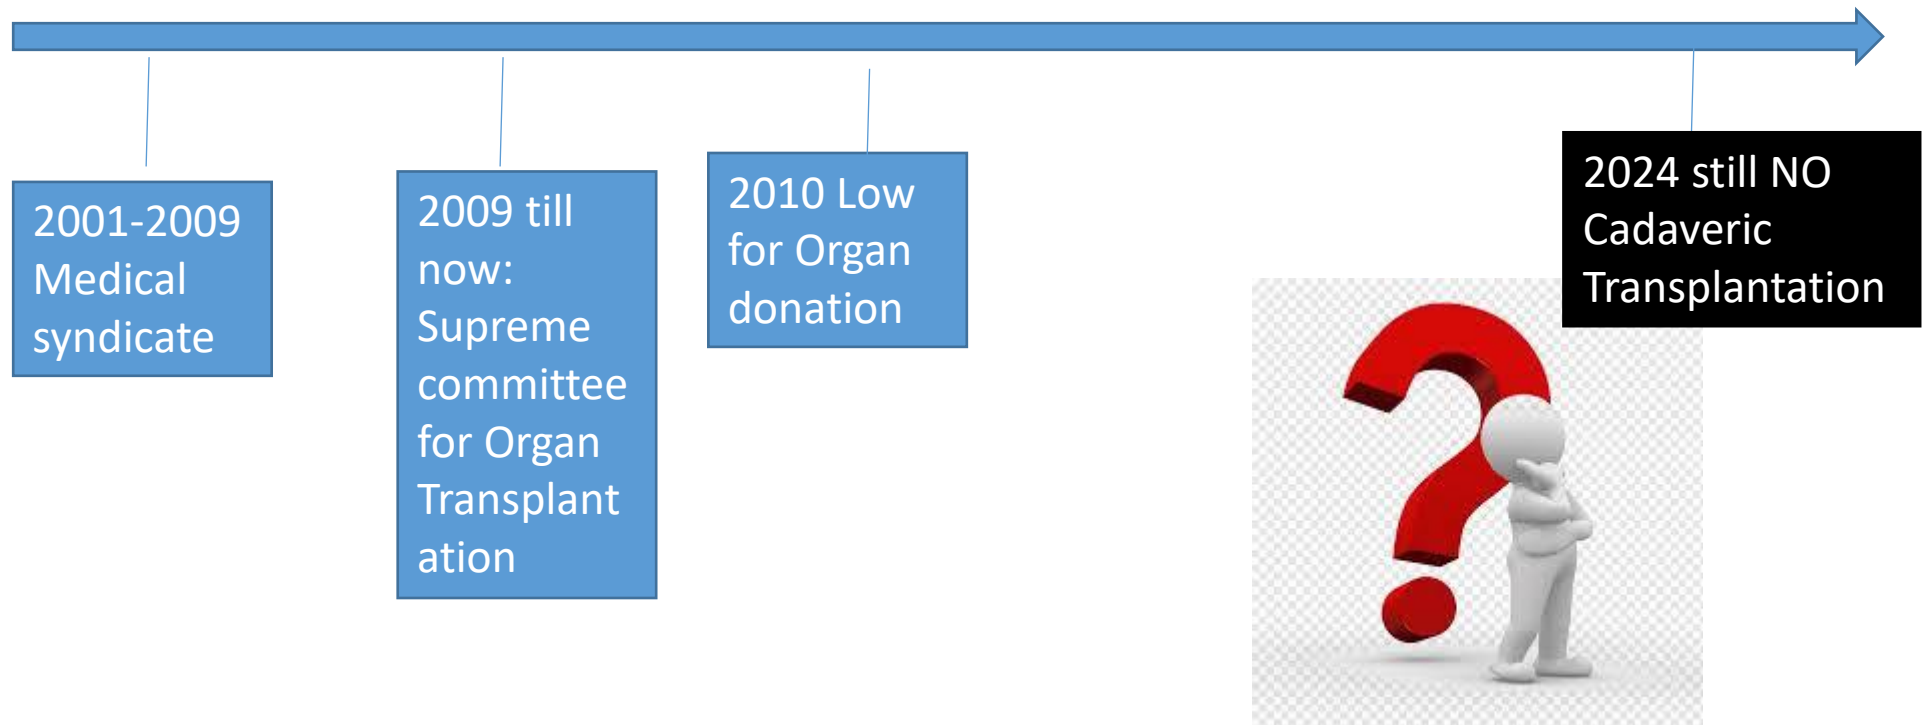 2001-2009
Medical
syndicate
2009 till
now:
Supreme
committee
for Organ
Transplant
ation
2010 Low
for Organ
donation
2024 still NO
Cadaveric
Transplantation